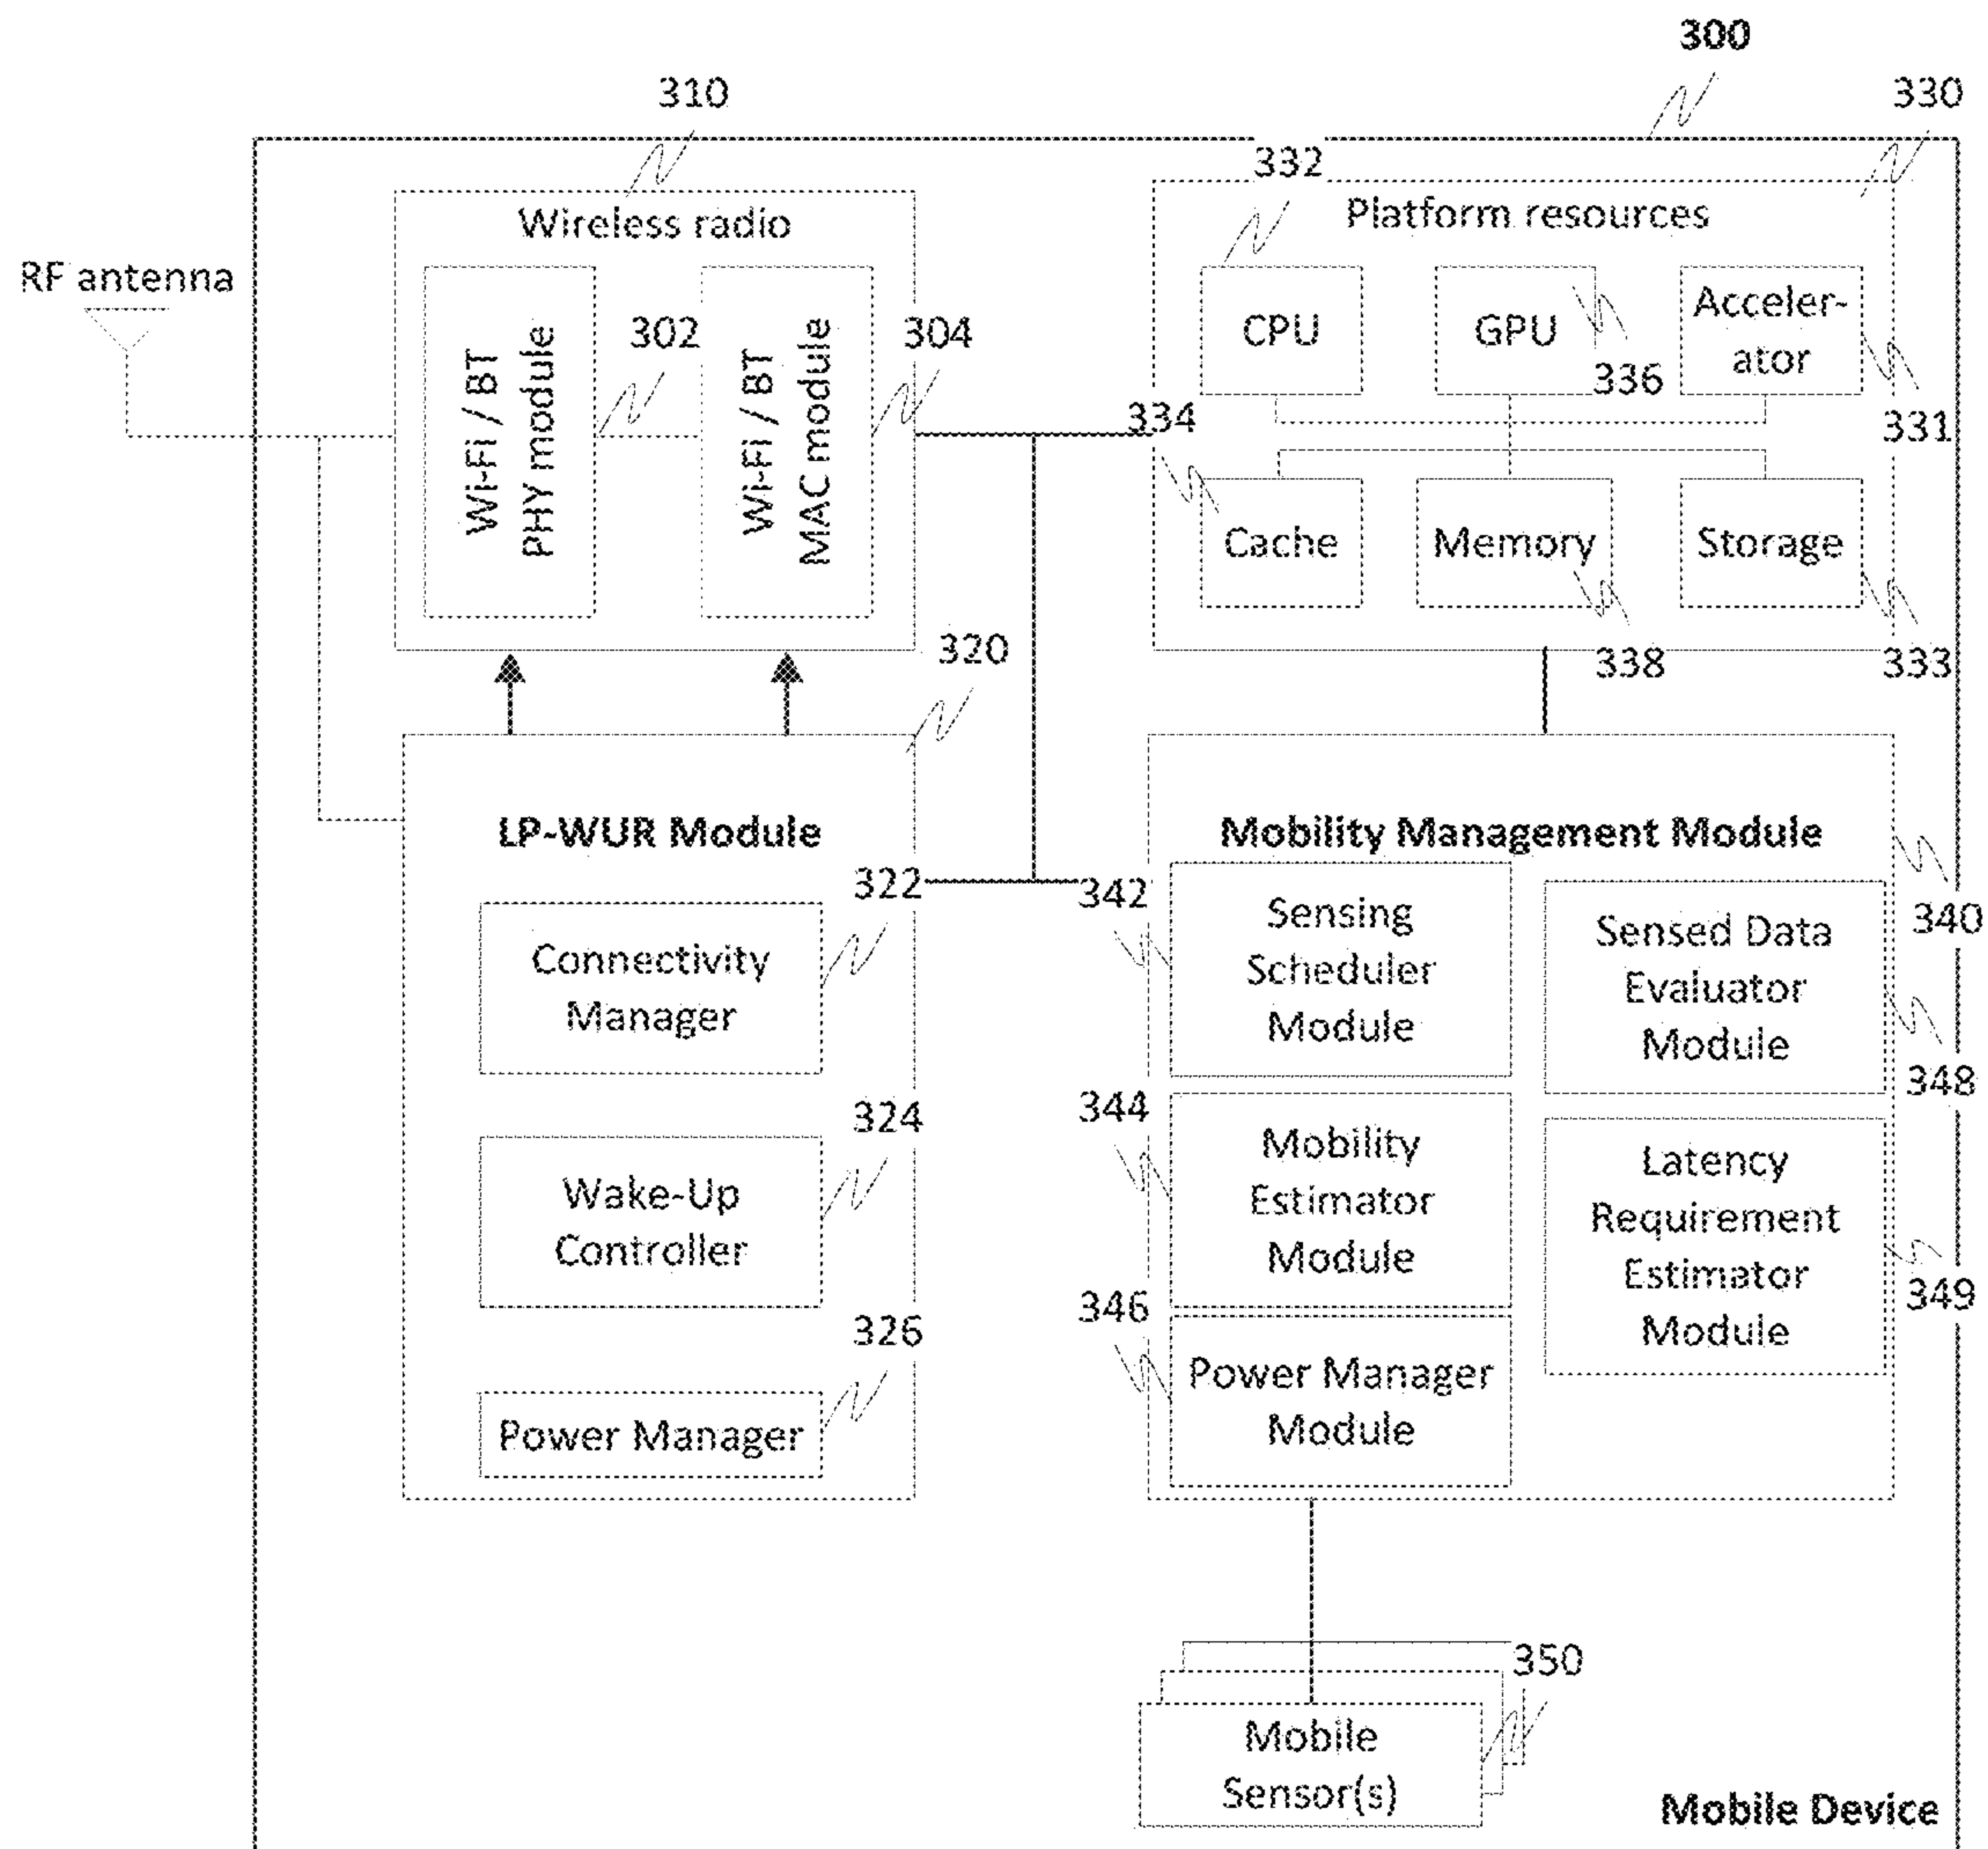 300
310
330
332
Wireless radio
Platform resources
RF antenna
Wi-Fi / BT
PHY module
302
Wi-Fi / BT
MAC module
304
CPU
GPU
336
Acceler-
ator
331
334
Cache
Memory
338
Storage
333
320
LP-WUR Module
322
Connectivity
Manager
324
Wake-Up
Controller
326
Power Manager
Mobility Management Module
340
342
Sensing
Scheduler
Module
Sensed Data
Evaluator
Module
348
344
Mobility
Estimator
Module
Latency
Requirement
Estimator
Module
349
346
Power Manager
Module
350
Mobile
Sensor(s)
Mobile Device